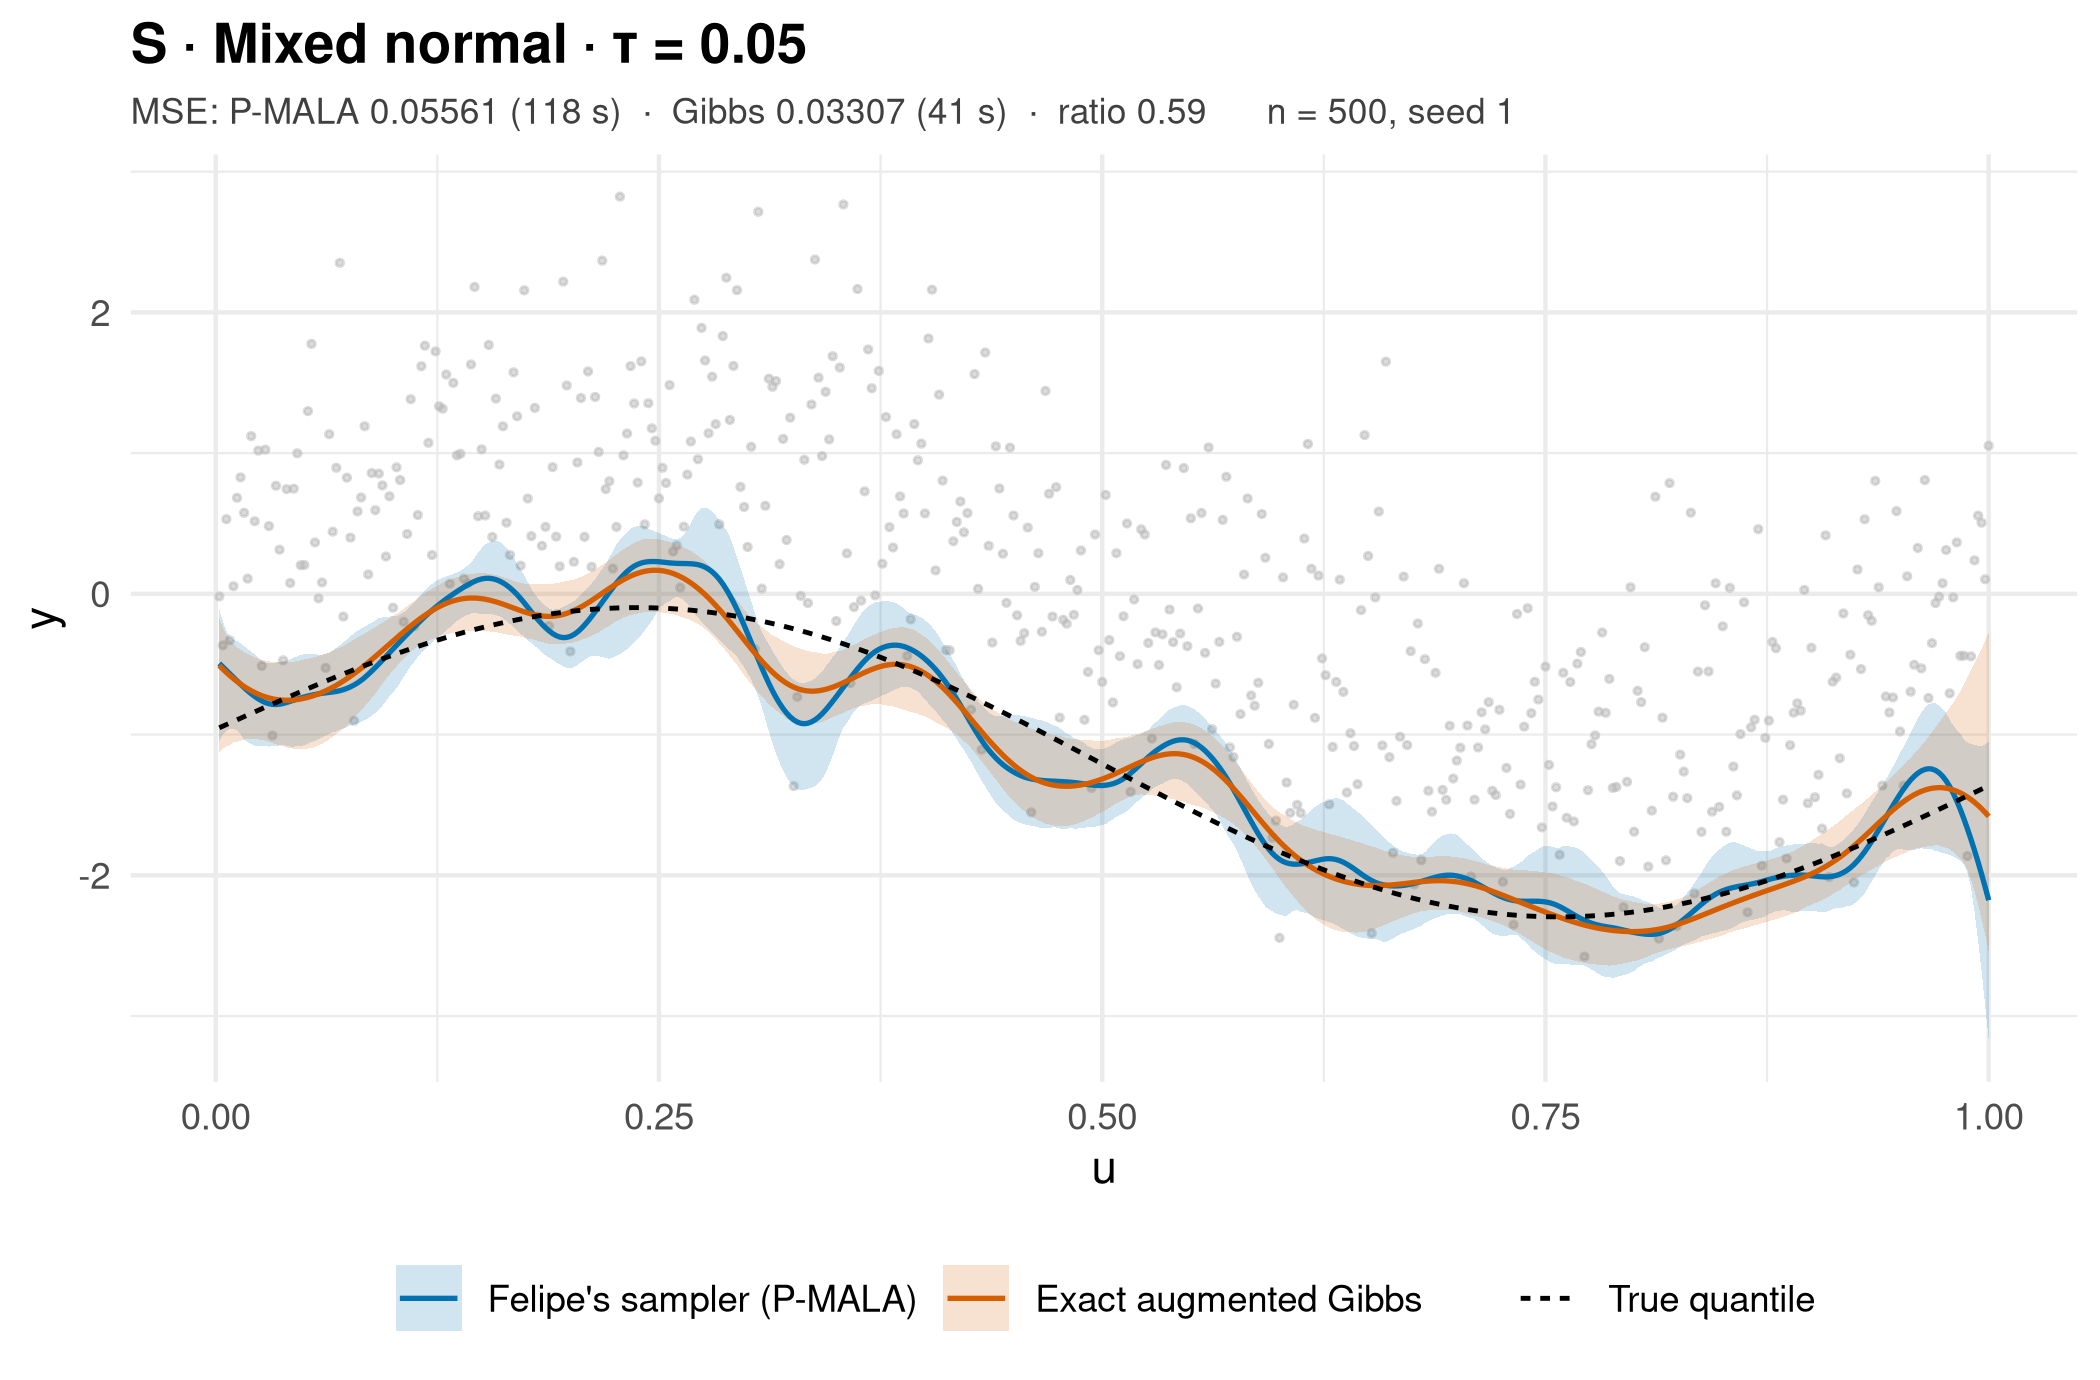 S · Mixed normal · τ = 0.05
MSE: P-MALA 0.05561 (118 s) · Gibbs 0.03307 (41 s) · ratio 0.59 n = 500, seed 1
y
2
0
-2
0.00 0.25 0.50 0.75 1.00
u
Felipe's sampler (P-MALA) Exact augmented Gibbs True quantile